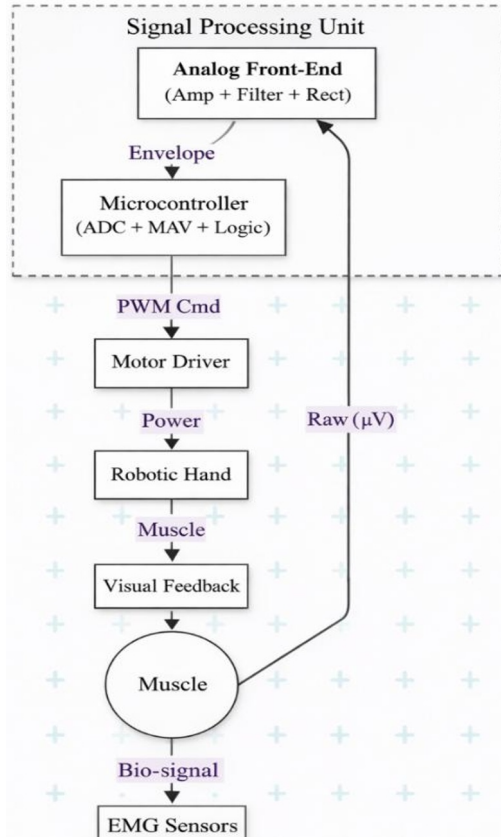 Signal Processing Unit
Analog Front-End
(Amp + Filter + Rect)
Envelope
Microcontroller
(ADC + MAV + Logic)
PWM Cmd
Motor Driver
Power
Raw (μV)
Robotic Hand
Muscle
Visual Feedback
Muscle
Bio-signal
EMG Sensors